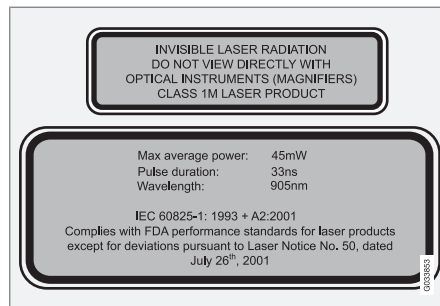 INVISIBLE LASER RADIATION
DO NOT VIEW DIRECTLY WITH
OPTICAL INSTRUMENTS (MAGNIFIERS)
CLASS 1M LASER PRODUCT
Max average power: 45mW
Pulse duration: 33ns
Wavelength: 905nm
IEC 60825-1: 1993 + A2:2001
Complies with FDA performance standards for laser products
except for deviations pursuant to Laser Notice No. 50, dated
July 26th, 2001
G033853